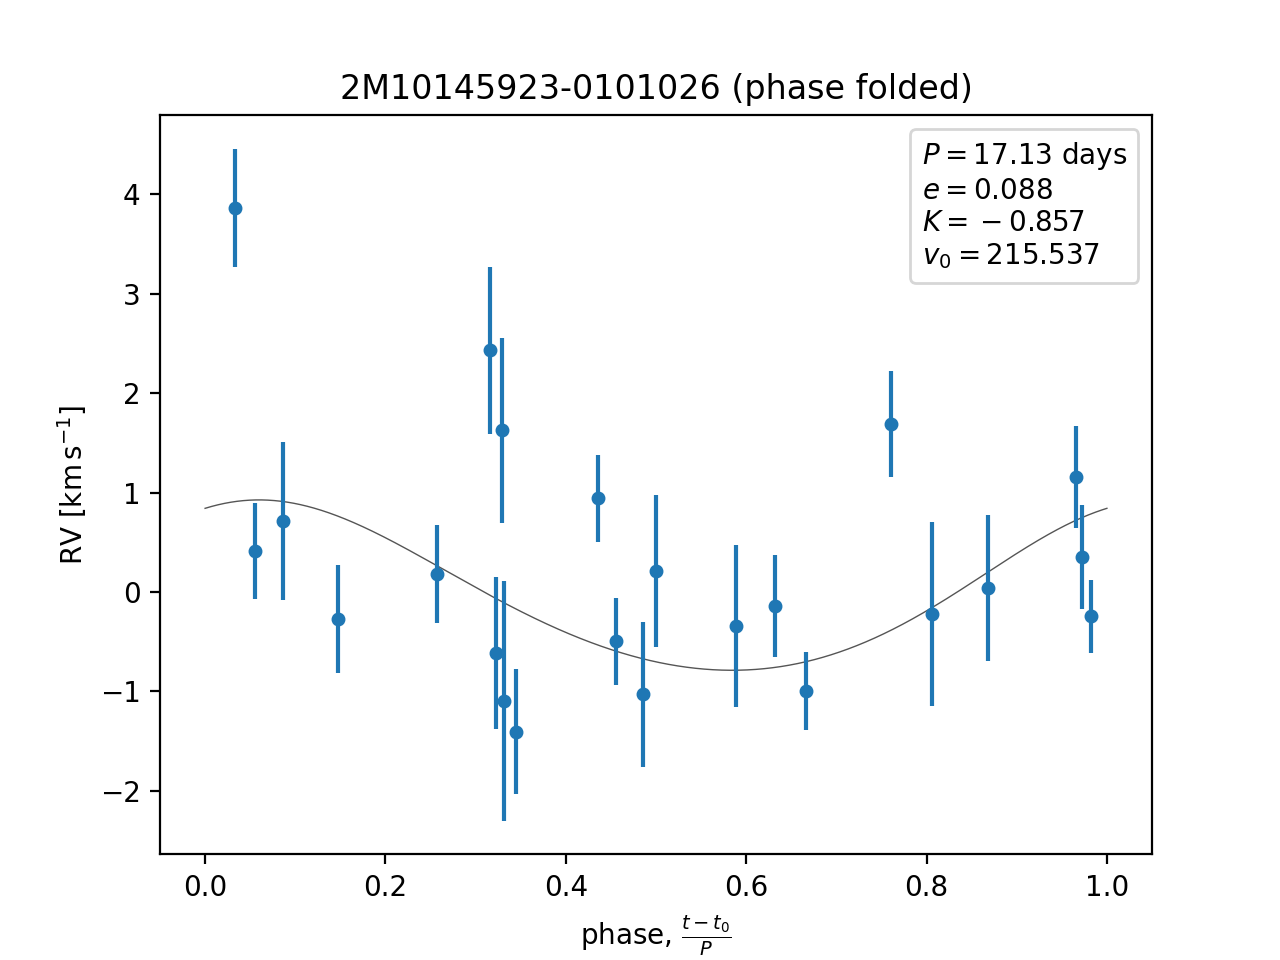 2M10145923-0101026 (phase folded)
P = 17.13 days
e = 0.088
K = −0.857
v₀ = 215.537
4
3
2
1
0
−1
−2
RV [km s⁻¹]
0.0 0.2 0.4 0.6 0.8 1.0
phase, (t − t₀)/P